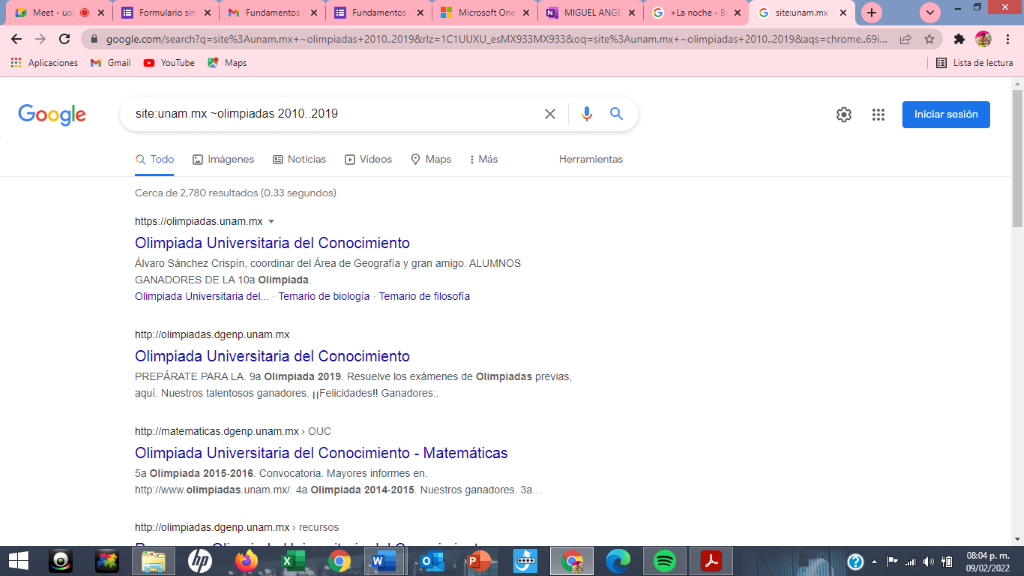 Meet - uo
Formulario sin
Fundamentos
Fundamentos
Microsoft One
MIGUEL ANGE
+La noche - B
site:unam.mx
google.com/search?q=site%3Aunam.mx+~olimpiadas+2010..2019&rlz=1C1UUXU_esMX933MX933&oq=site%3Aunam.mx+~olimpiadas+2010..2019&aqs=chrome..69i...
Aplicaciones Gmail YouTube Maps Lista de lectura
Google
site:unam.mx ~olimpiadas 2010..2019
Iniciar sesión
Todo Imágenes Noticias Videos Maps Más Herramientas
Cerca de 2,780 resultados (0.33 segundos)
https://olimpiadas.unam.mx
Olimpiada Universitaria del Conocimiento
Álvaro Sánchez Crispín, coordinar del Área de Geografía y gran amigo. ALUMNOS
GANADORES DE LA 10a Olimpiada.
Olimpiada Universitaria del... · Temario de biología · Temario de filosofía
http://olimpiadas.dgenp.unam.mx
Olimpiada Universitaria del Conocimiento
PREPÁRATE PARA LA. 9a Olimpiada 2019. Resuelve los exámenes de Olimpiadas previas,
aquí. Nuestros talentosos ganadores. ¡¡Felicidades!! Ganadores:.
http://matematicas.dgenp.unam.mx › OUC
Olimpiada Universitaria del Conocimiento - Matemáticas
5a Olimpiada 2015-2016. Convocatoria. Mayores informes en.
http://www.olimpiadas.unam.mx/. 4a Olimpiada 2014-2015. Nuestros ganadores. 3a...
http://olimpiadas.dgenp.unam.mx › recursos
08:04 p. m.
09/02/2022